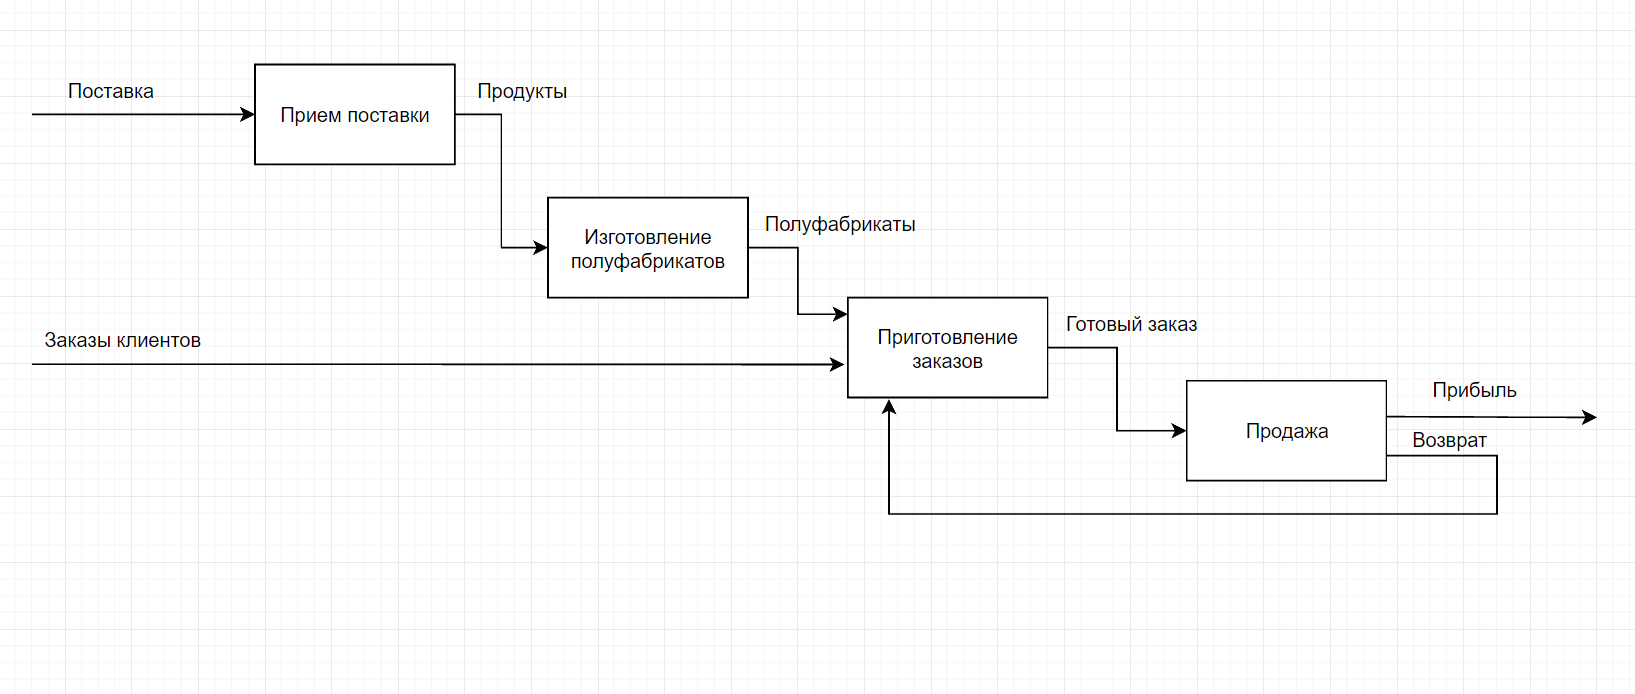 Поставка
Прием поставки
Продукты
Изготовление
полуфабрикатов
Полуфабрикаты
Заказы клиентов
Приготовление
заказов
Готовый заказ
Продажа
Прибыль
Возврат